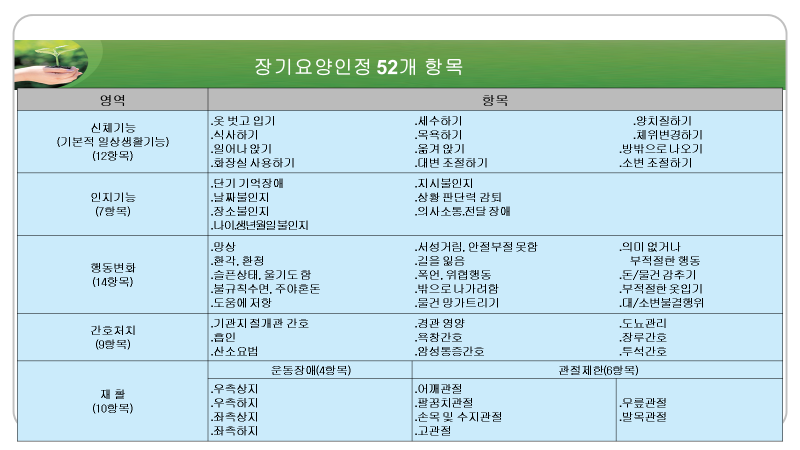 장기요양인정 52개 항목
영역 항목
신체기능
(기본적 일상생활기능)
(12항목)
.옷 벗고 입기 .세수하기 .양치질하기
.식사하기 .목욕하기 .체위변경하기
.일어나 앉기 .옮겨 앉기 .방밖으로 나오기
.화장실 사용하기 .대변 조절하기 .소변 조절하기
인지기능
(7항목)
.단기 기억장애 .지시불인지
.날짜불인지 .상황 판단력 감퇴
.장소불인지 .의사소통.전달 장애
.나이.생년월일 불인지
행동변화
(14항목)
.망상 .서성거림, 안절부절 못함 .의미 없거나
.환각, 환청 .길을 잃음 부적절한 행동
.슬픈상태, 울기도 함 .폭언, 위협행동 .돈/물건 감추기
.불규칙수면, 주야혼돈 .밖으로 나가려함 .부적절한 옷입기
.도움에 저항 .물건 망가트리기 .대/소변불결행위
간호처치
(9항목)
.기관지 절개관 간호 .경관 영양 .도뇨관리
.흡인 .욕창간호 .장루간호
.산소요법 .암성통증간호 .투석간호
재 활
(10항목)
운동장애(4항목) 관절제한(6항목)
.우측상지 .어깨관절
.우측하지 .팔꿈치관절 .무릎관절
.좌측상지 .손목 및 수지관절 .발목관절
.좌측하지 .고관절